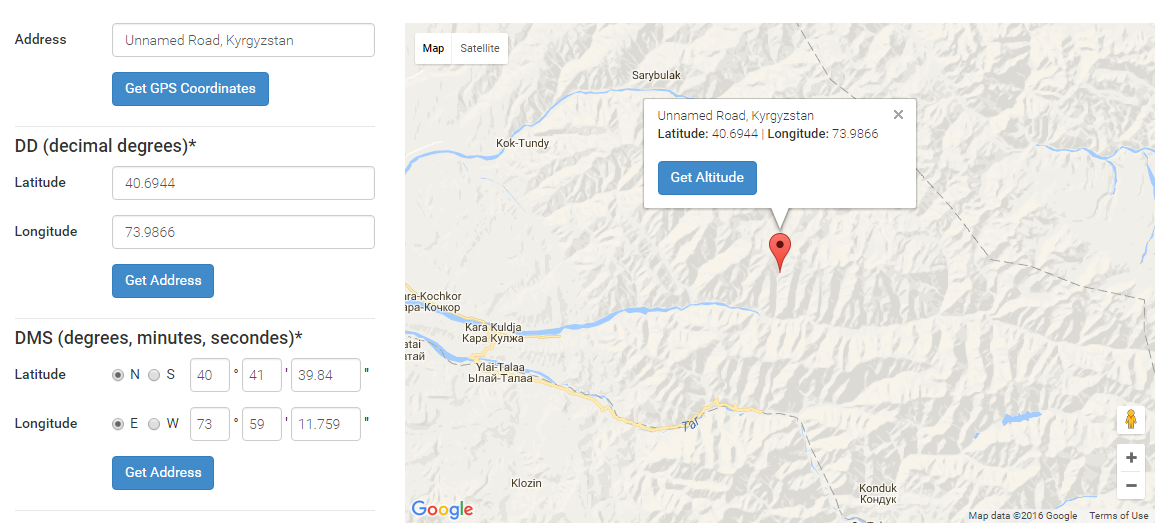 Address
Unnamed Road, Kyrgyzstan
Get GPS Coordinates
DD (decimal degrees)*
Latitude
40.6944
Longitude
73.9866
Get Address
DMS (degrees, minutes, secondes)*
Latitude
N S 40 ° 41 ' 39.84 "
Longitude
E W 73 ° 59 ' 11.759 "
Get Address
Map Satellite
Sarybulak
Unnamed Road, Kyrgyzstan
Latitude: 40.6944 | Longitude: 73.9866
Get Altitude
Kok-Tundy
ara-Kochkor
ара-Кочкор
Kara Kuldja
Кара Кулжа
atai
атай
Ylai-Talaa
Ылай-Талаа
Tar
Klozin
Konduk
Кондук
Google
Map data ©2016 Google
Terms of Use